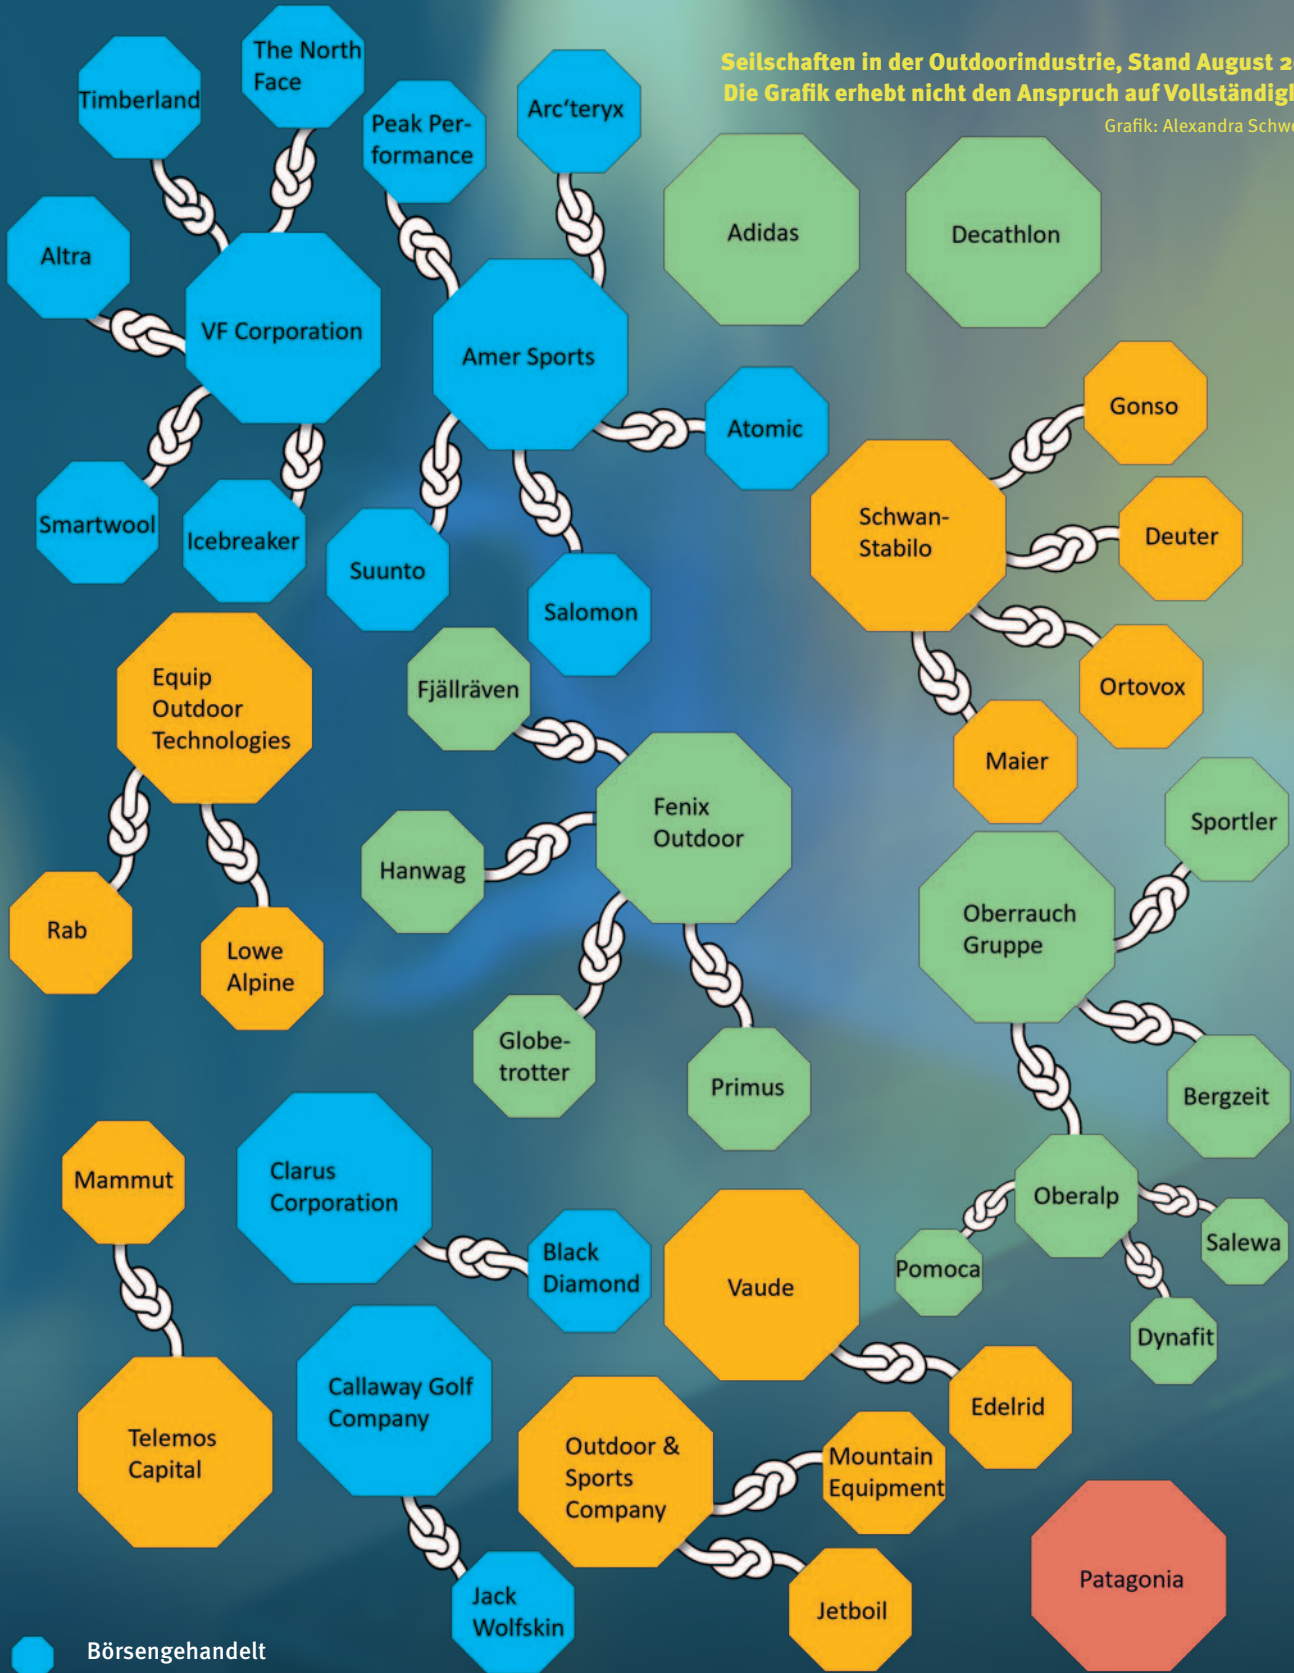 Seilschaften in der Outdoorindustrie, Stand August
Die Grafik erhebt nicht den Anspruch auf
Grafik: Alexandra
The North
Face
Timberland
Peak Per-
formance
Arc‘teryx
Adidas
Decathlon
Altra
VF Corporation
Amer Sports
Atomic
Gonso
Smartwool
Icebreaker
Suunto
Salomon
Schwan-
Stabilo
Deuter
Ortovox
Maier
Equip
Outdoor
Technologies
Fjällräven
Fenix
Outdoor
Hanwag
Sportler
Rab
Lowe
Alpine
Oberrauch
Gruppe
Globe-
trotter
Primus
Bergzeit
Mammut
Clarus
Corporation
Black
Diamond
Vaude
Oberalp
Pomoca
Salewa
Dynafit
Telemos
Capital
Callaway Golf
Company
Edelrid
Outdoor &
Sports
Company
Mountain
Equipment
Jack
Wolfskin
Jetboil
Patagonia
Börsengehandelt